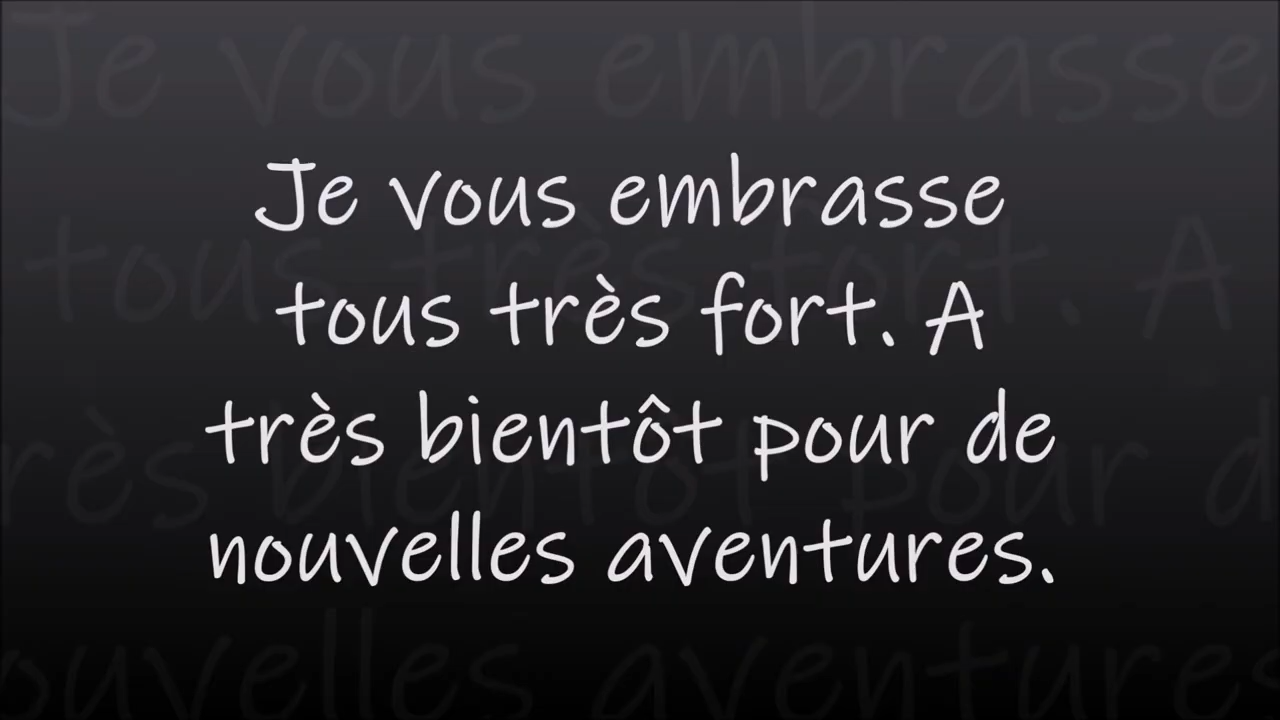 Je vous embrasse
tous très fort. A
très bientôt pour de
nouvelles aventures.